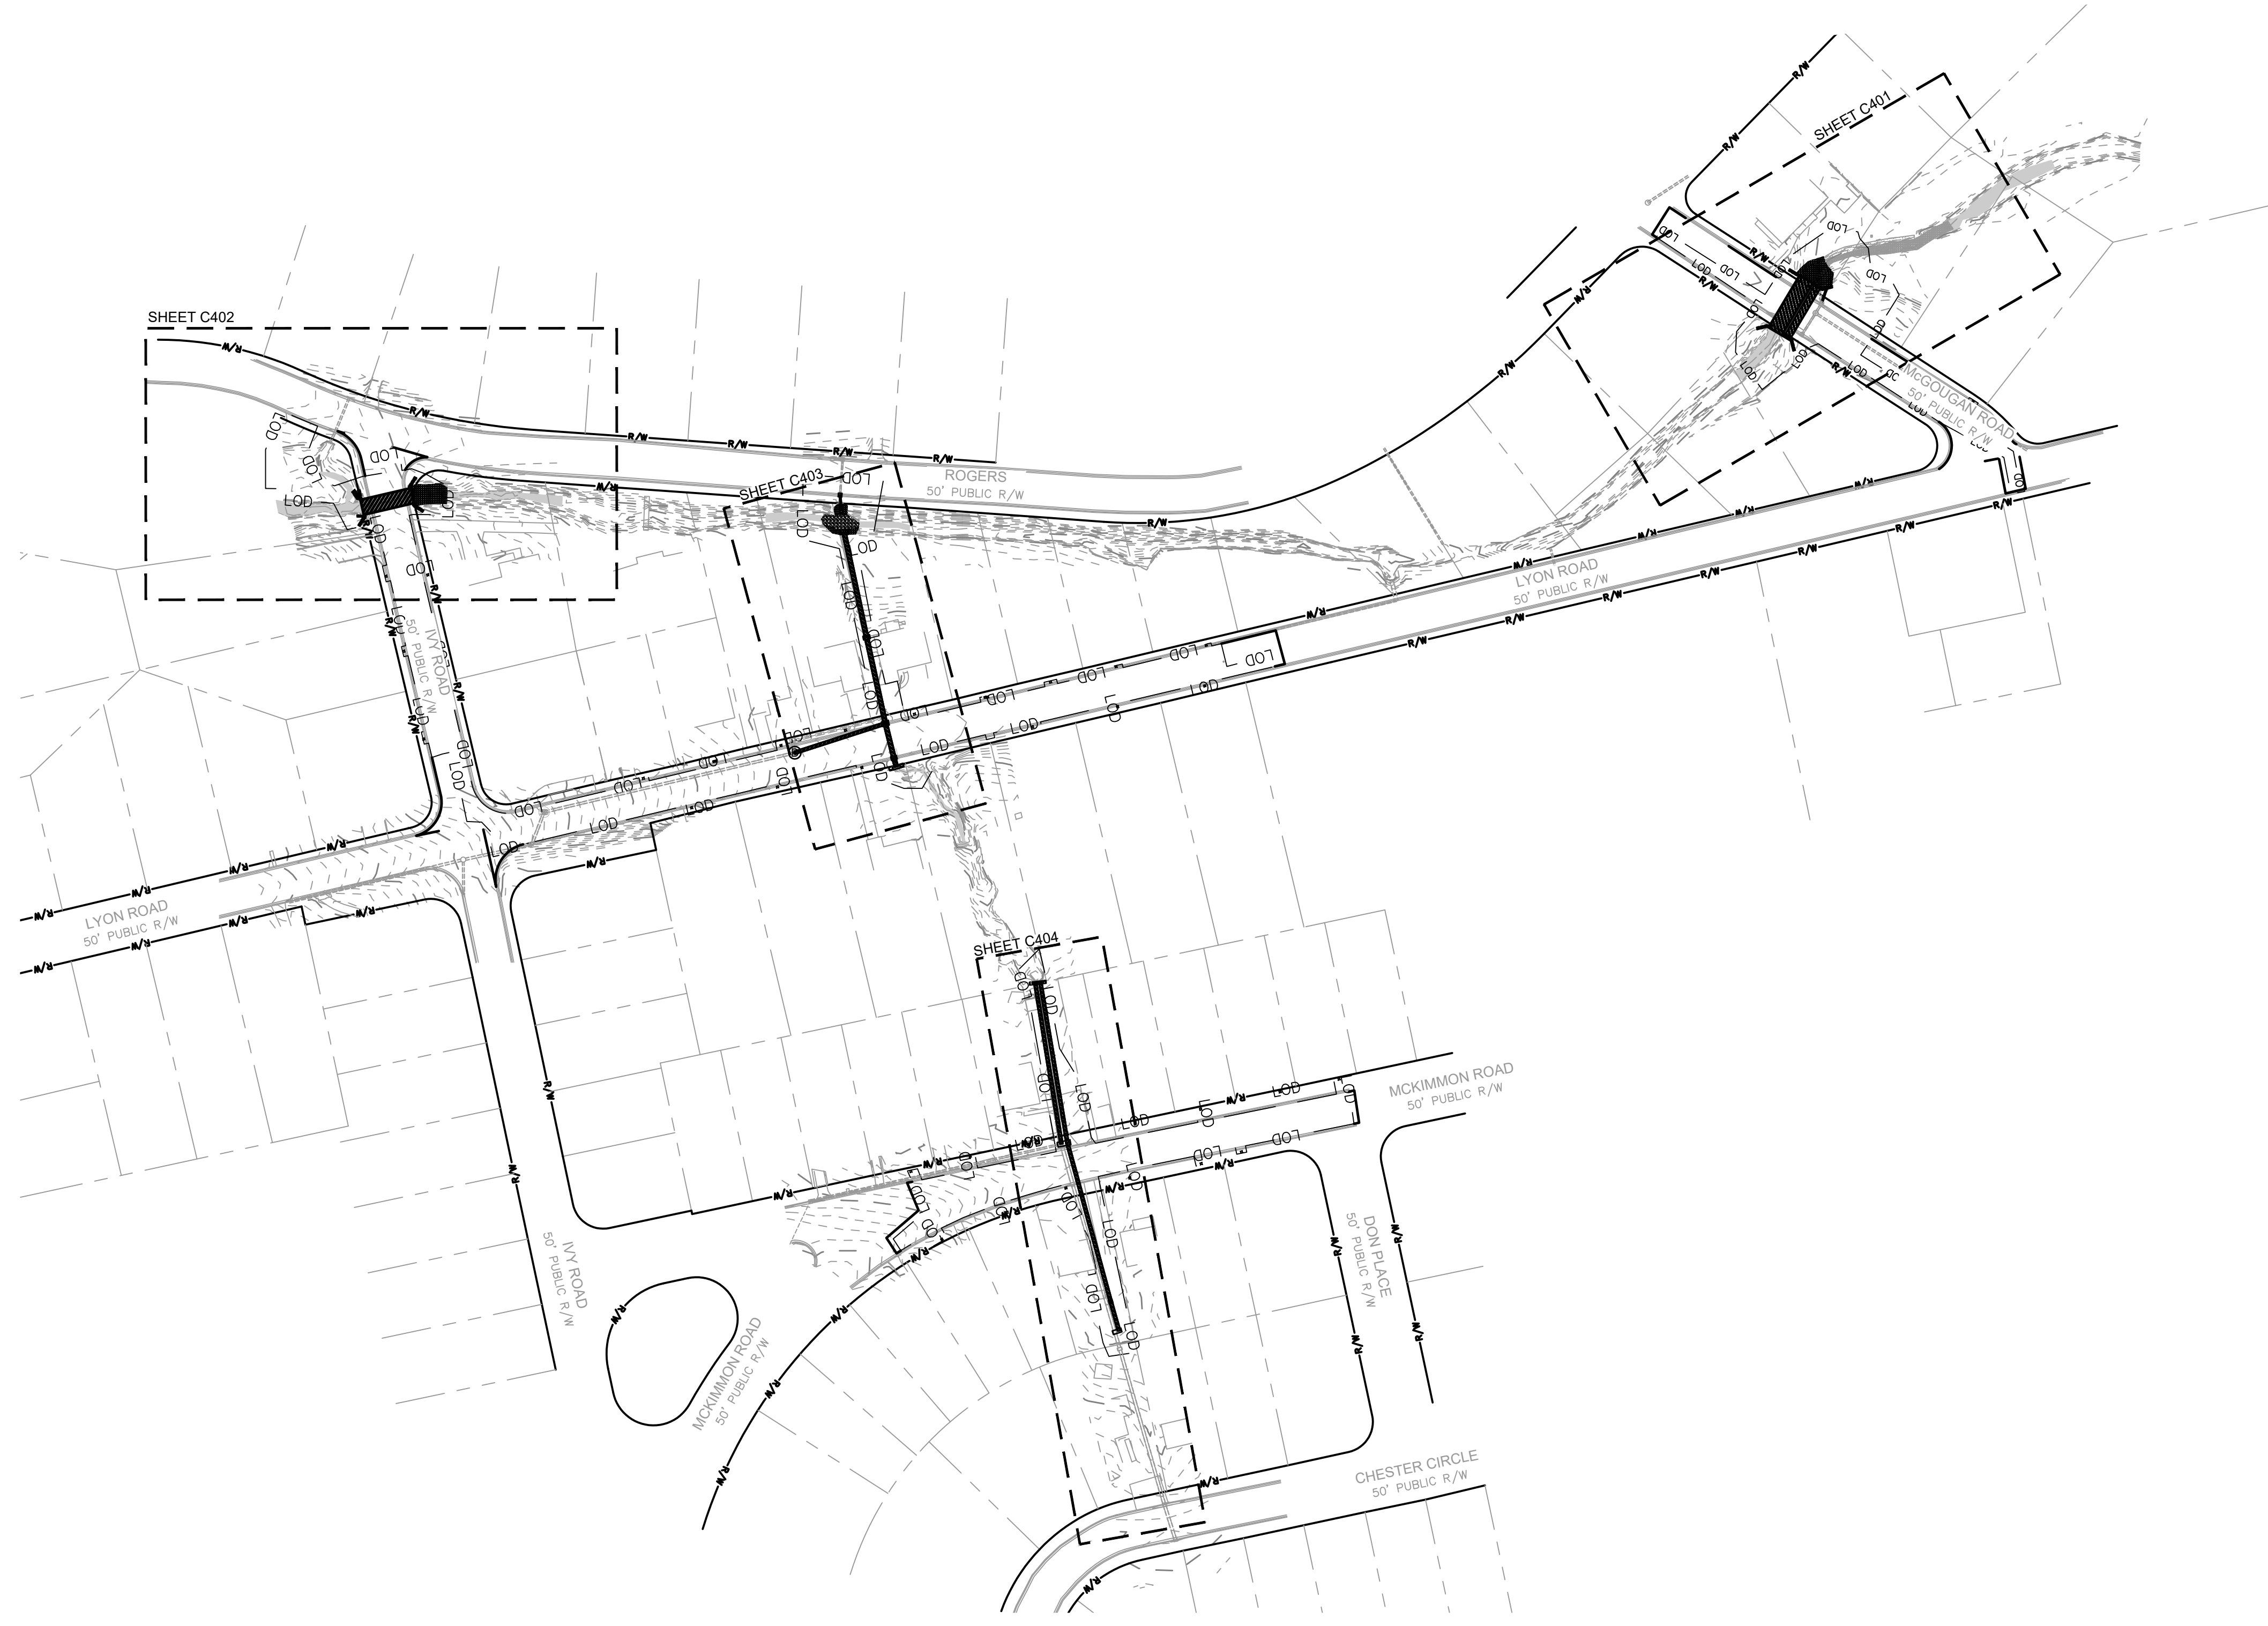 SHEET C401
SHEET C402
McGOUGAN ROAD
50' PUBLIC R/W
SHEET C403
ROGERS
50' PUBLIC R/W
LYON ROAD
50' PUBLIC R/W
IVY ROAD
50' PUBLIC R/W
LYON ROAD
50' PUBLIC R/W
SHEET C404
MCKIMMON ROAD
50' PUBLIC R/W
IVY ROAD
50' PUBLIC R/W
DON PLACE
50' PUBLIC R/W
MCKIMMON ROAD
50' PUBLIC R/W
CHESTER CIRCLE
50' PUBLIC R/W
R/W
LOD